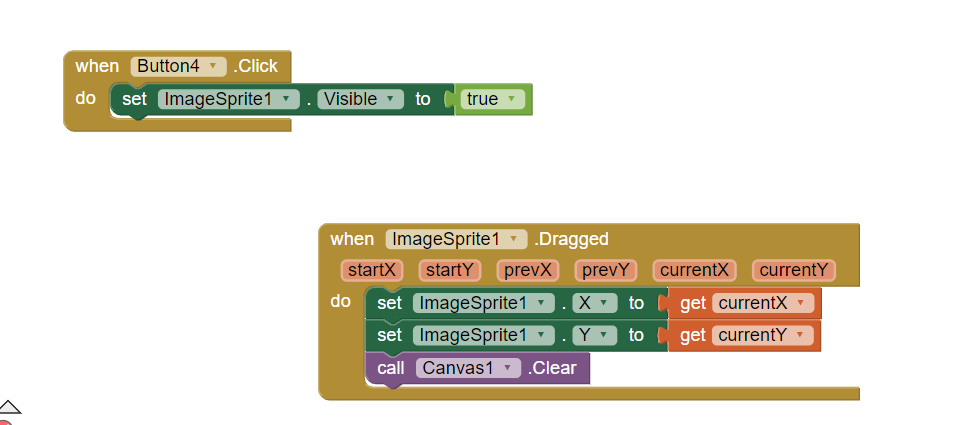 when Button4 .Click
do set ImageSprite1 . Visible to true
when ImageSprite1 .Dragged
startX startY prevX prevY currentX currentY
do set ImageSprite1 . X to get currentX
set ImageSprite1 . Y to get currentY
call Canvas1 .Clear